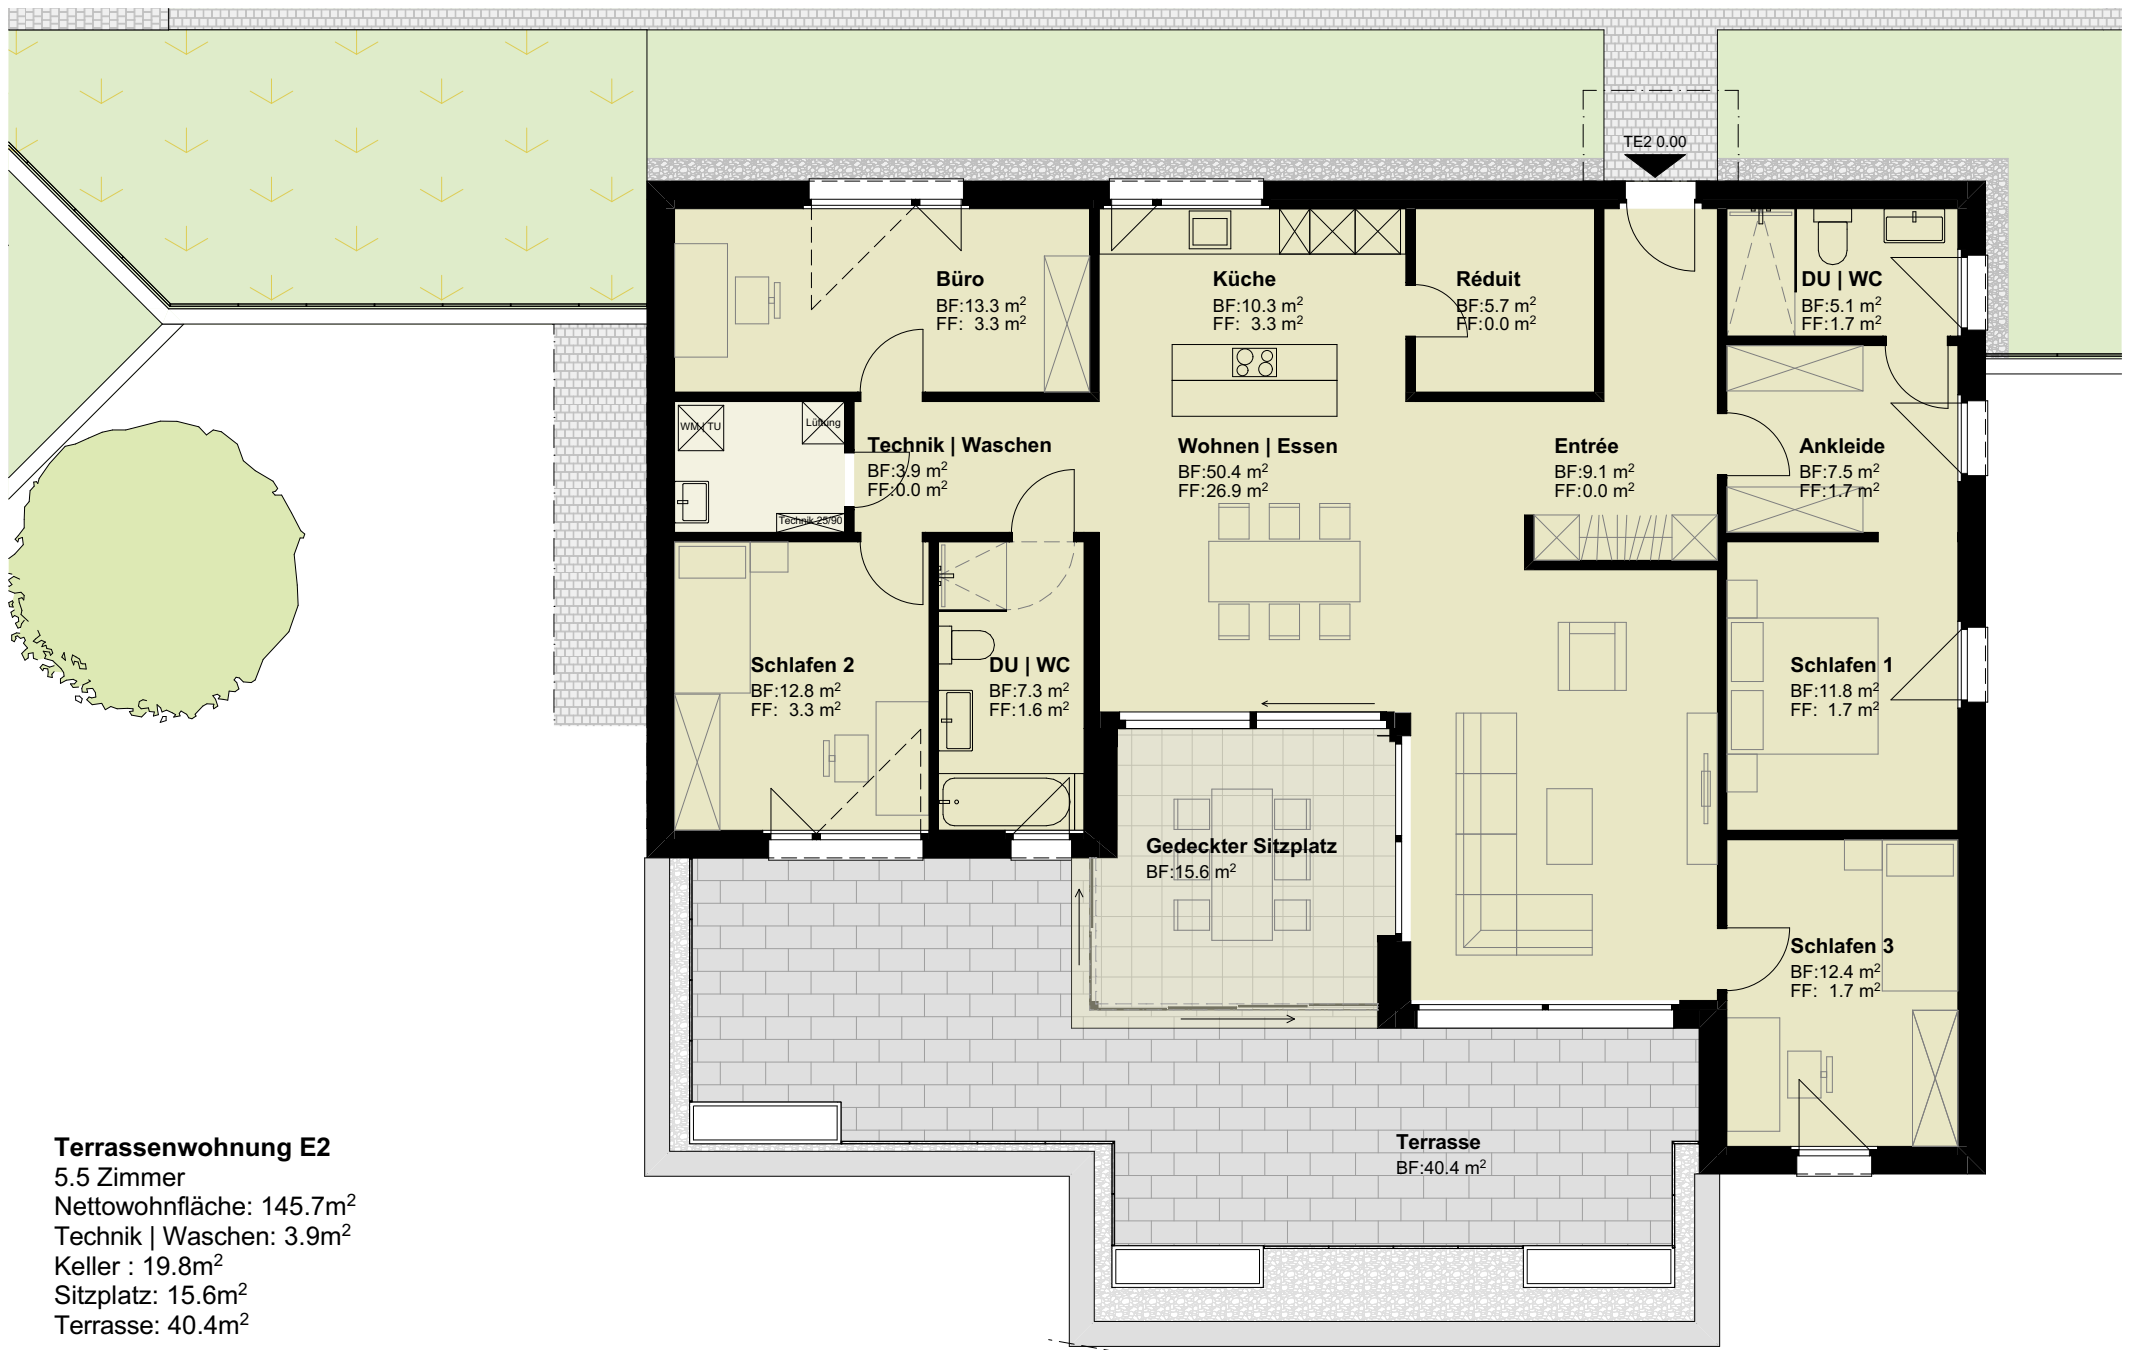 TE2 0.00
Büro
BF:13.3 m²
FF: 3.3 m²
Küche
BF:10.3 m²
FF: 3.3 m²
Réduit
BF:5.7 m²
FF:0.0 m²
DU | WC
BF:5.1 m²
FF:1.7 m²
WM | TU
Lüftung
Technik | Waschen
BF:3.9 m²
FF:0.0 m²
Technik 25/90
Wohnen | Essen
BF:50.4 m²
FF:26.9 m²
Entrée
BF:9.1 m²
FF:0.0 m²
Ankleide
BF:7.5 m²
FF:1.7 m²
Schlafen 2
BF:12.8 m²
FF: 3.3 m²
DU | WC
BF:7.3 m²
FF:1.6 m²
Schlafen 1
BF:11.8 m²
FF: 1.7 m²
Gedeckter Sitzplatz
BF:15.6 m²
Schlafen 3
BF:12.4 m²
FF: 1.7 m²
Terrasse
BF:40.4 m²
Terrassenwohnung E2
5.5 Zimmer
Nettowohnfläche: 145.7m²
Technik | Waschen: 3.9m²
Keller : 19.8m²
Sitzplatz: 15.6m²
Terrasse: 40.4m²